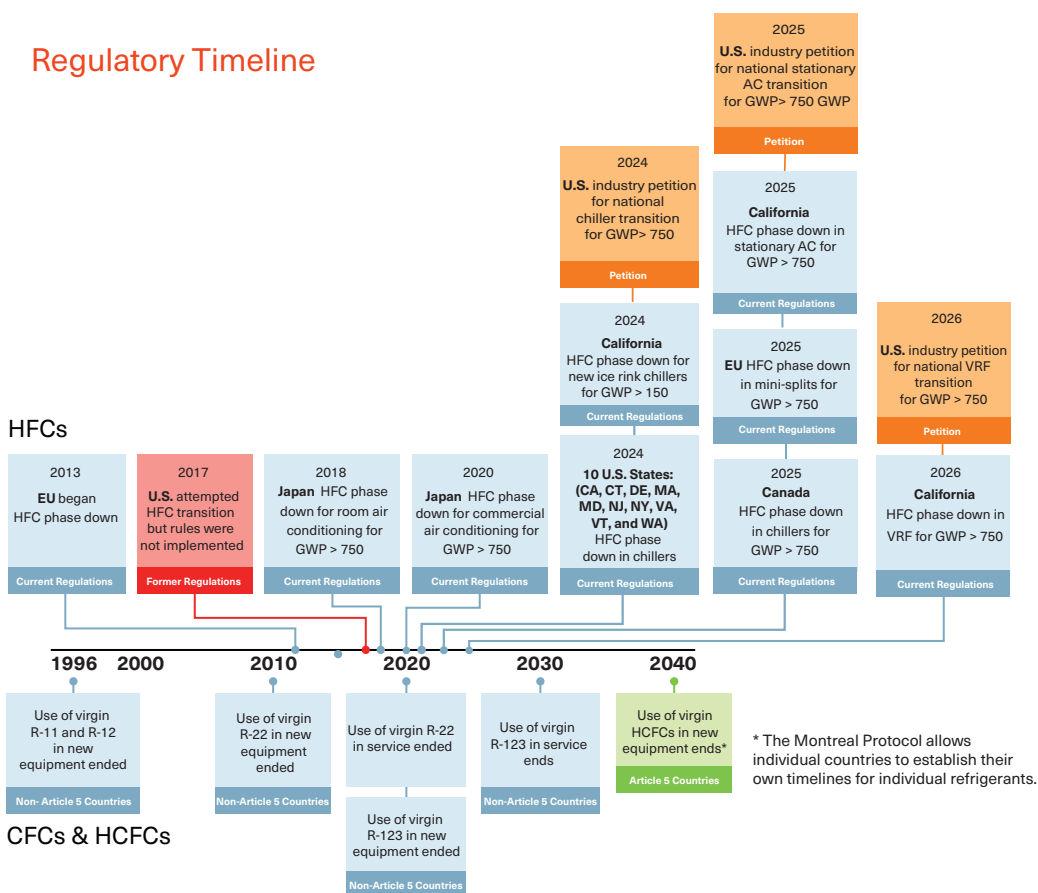 Regulatory Timeline
2025
U.S. industry petition
for national stationary
AC transition
for GWP> 750 GWP
Petition
2024
U.S. industry petition
for national
chiller transition
for GWP> 750
Petition
2025
California
HFC phase down in
stationary AC for
GWP > 750
Current Regulations
2024
California
HFC phase down for
new ice rink chillers
for GWP > 150
Current Regulations
2025
EU HFC phase down
in mini-splits for
GWP > 750
Current Regulations
2026
U.S. industry petition
for national VRF
transition
for GWP > 750
Petition
HFCs
2013
EU began
HFC phase down
Current Regulations
2017
U.S. attempted
HFC transition
but rules were
not implemented
Former Regulations
2018
Japan HFC phase
down for room air
conditioning for
GWP > 750
Current Regulations
2020
Japan HFC phase
down for commercial
air conditioning for
GWP > 750
Current Regulations
2024
10 U.S. States:
(CA, CT, DE, MA,
MD, NJ, NY, VA,
VT, and WA)
HFC phase
down in chillers
Current Regulations
2025
Canada
HFC phase down
in chillers for
GWP > 750
Current Regulations
2026
California
HFC phase down in
VRF for GWP > 750
Current Regulations
1996 2000 2010 2020 2030 2040
Use of virgin
R-11 and R-12
in new
equipment ended
Non- Article 5 Countries
Use of virgin
R-22 in new
equipment
ended
Non-Article 5 Countries
Use of virgin R-22
in service ended
Use of virgin
R-123 in new
equipment ended
Non-Article 5 Countries
Use of virgin
R-123 in service
ends
Non-Article 5 Countries
Use of virgin
HCFCs in new
equipment ends*
Article 5 Countries
* The Montreal Protocol allows
individual countries to establish their
own timelines for individual refrigerants.
CFCs & HCFCs